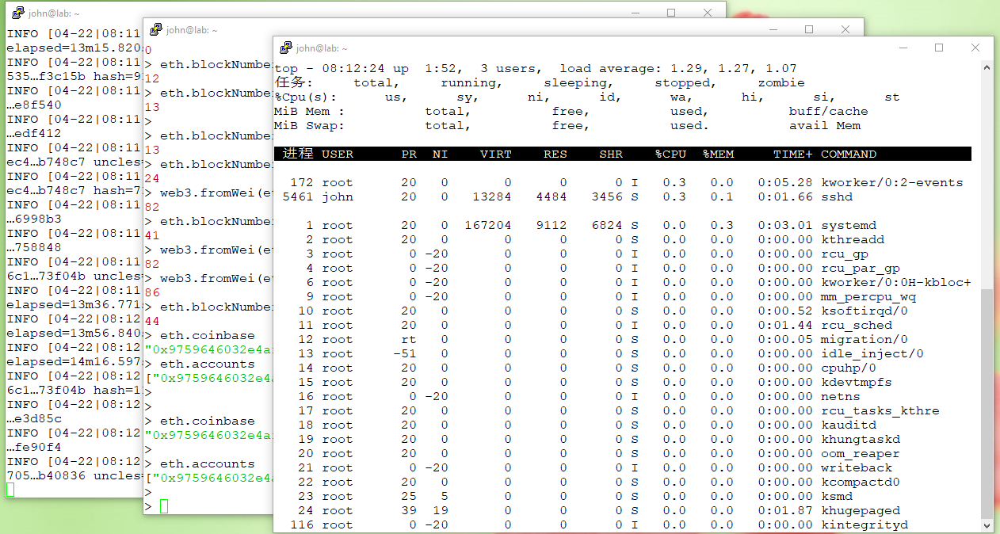 john@lab: ~
INFO [04-22|08:11
elapsed=13m15.820
INFO [04-22|08:11
535…f3c15b hash=9
INFO [04-22|08:11
…e8f540
INFO [04-22|08:11
…edf412
INFO [04-22|08:11
ec4…b748c7 uncles=
INFO [04-22|08:11
ec4…b748c7 hash=7
INFO [04-22|08:11
…6998b3
INFO [04-22|08:11
…758848
INFO [04-22|08:11
6c1…73f04b uncles=
INFO [04-22|08:11
elapsed=13m36.771
INFO [04-22|08:11
elapsed=13m56.840
INFO [04-22|08:12
elapsed=14m16.597
INFO [04-22|08:12
6c1…73f04b hash=1
INFO [04-22|08:12
…e3d85c
INFO [04-22|08:12
…fe90f4
INFO [04-22|08:12
705…b40836 uncles=
john@lab: ~
0
> eth.blockNumbe
12
> eth.blockNumbe
13
>
> eth.blockNumbe
13
> eth.blockNumbe
24
> web3.fromWei(e
82
> eth.blockNumbe
41
> web3.fromWei(e
82
> web3.fromWei(e
86
> eth.blockNumbe
44
> eth.coinbase
"0x9759646032e4a
> eth.accounts
["0x9759646032e4
>
>
> eth.coinbase
"0x9759646032e4a
>
> eth.accounts
["0x9759646032e4
>
>
john@lab: ~
top - 08:12:24 up  1:52,  3 users,  load average: 1.29, 1.27, 1.07
任务: total, running, sleeping, stopped, zombie
%Cpu(s): us, sy, ni, id, wa, hi, si, st
MiB Mem : total, free, used, buff/cache
MiB Swap: total, free, used. avail Mem
进程 USER PR NI VIRT RES SHR %CPU %MEM TIME+ COMMAND
172 root 20 0 0 0 0 I 0.3 0.0 0:05.28 kworker/0:2-events
5461 john 20 0 13284 4484 3456 S 0.3 0.1 0:01.66 sshd
1 root 20 0 167204 9112 6824 S 0.0 0.3 0:03.01 systemd
2 root 20 0 0 0 0 S 0.0 0.0 0:00.00 kthreadd
3 root 0 -20 0 0 0 I 0.0 0.0 0:00.00 rcu_gp
4 root 0 -20 0 0 0 I 0.0 0.0 0:00.00 rcu_par_gp
6 root 0 -20 0 0 0 I 0.0 0.0 0:00.00 kworker/0:0H-kbloc+
9 root 0 -20 0 0 0 I 0.0 0.0 0:00.00 mm_percpu_wq
10 root 20 0 0 0 0 S 0.0 0.0 0:00.52 ksoftirqd/0
11 root 20 0 0 0 0 I 0.0 0.0 0:01.44 rcu_sched
12 root rt 0 0 0 0 S 0.0 0.0 0:00.05 migration/0
13 root -51 0 0 0 0 S 0.0 0.0 0:00.00 idle_inject/0
14 root 20 0 0 0 0 S 0.0 0.0 0:00.00 cpuhp/0
15 root 20 0 0 0 0 S 0.0 0.0 0:00.00 kdevtmpfs
16 root 0 -20 0 0 0 I 0.0 0.0 0:00.00 netns
17 root 20 0 0 0 0 S 0.0 0.0 0:00.00 rcu_tasks_kthre
18 root 20 0 0 0 0 S 0.0 0.0 0:00.00 kauditd
19 root 20 0 0 0 0 S 0.0 0.0 0:00.00 khungtaskd
20 root 20 0 0 0 0 S 0.0 0.0 0:00.00 oom_reaper
21 root 0 -20 0 0 0 I 0.0 0.0 0:00.00 writeback
22 root 20 0 0 0 0 S 0.0 0.0 0:00.00 kcompactd0
23 root 25 5 0 0 0 S 0.0 0.0 0:00.00 ksmd
24 root 39 19 0 0 0 S 0.0 0.0 0:01.87 khugepaged
116 root 0 -20 0 0 0 I 0.0 0.0 0:00.00 kintegrityd